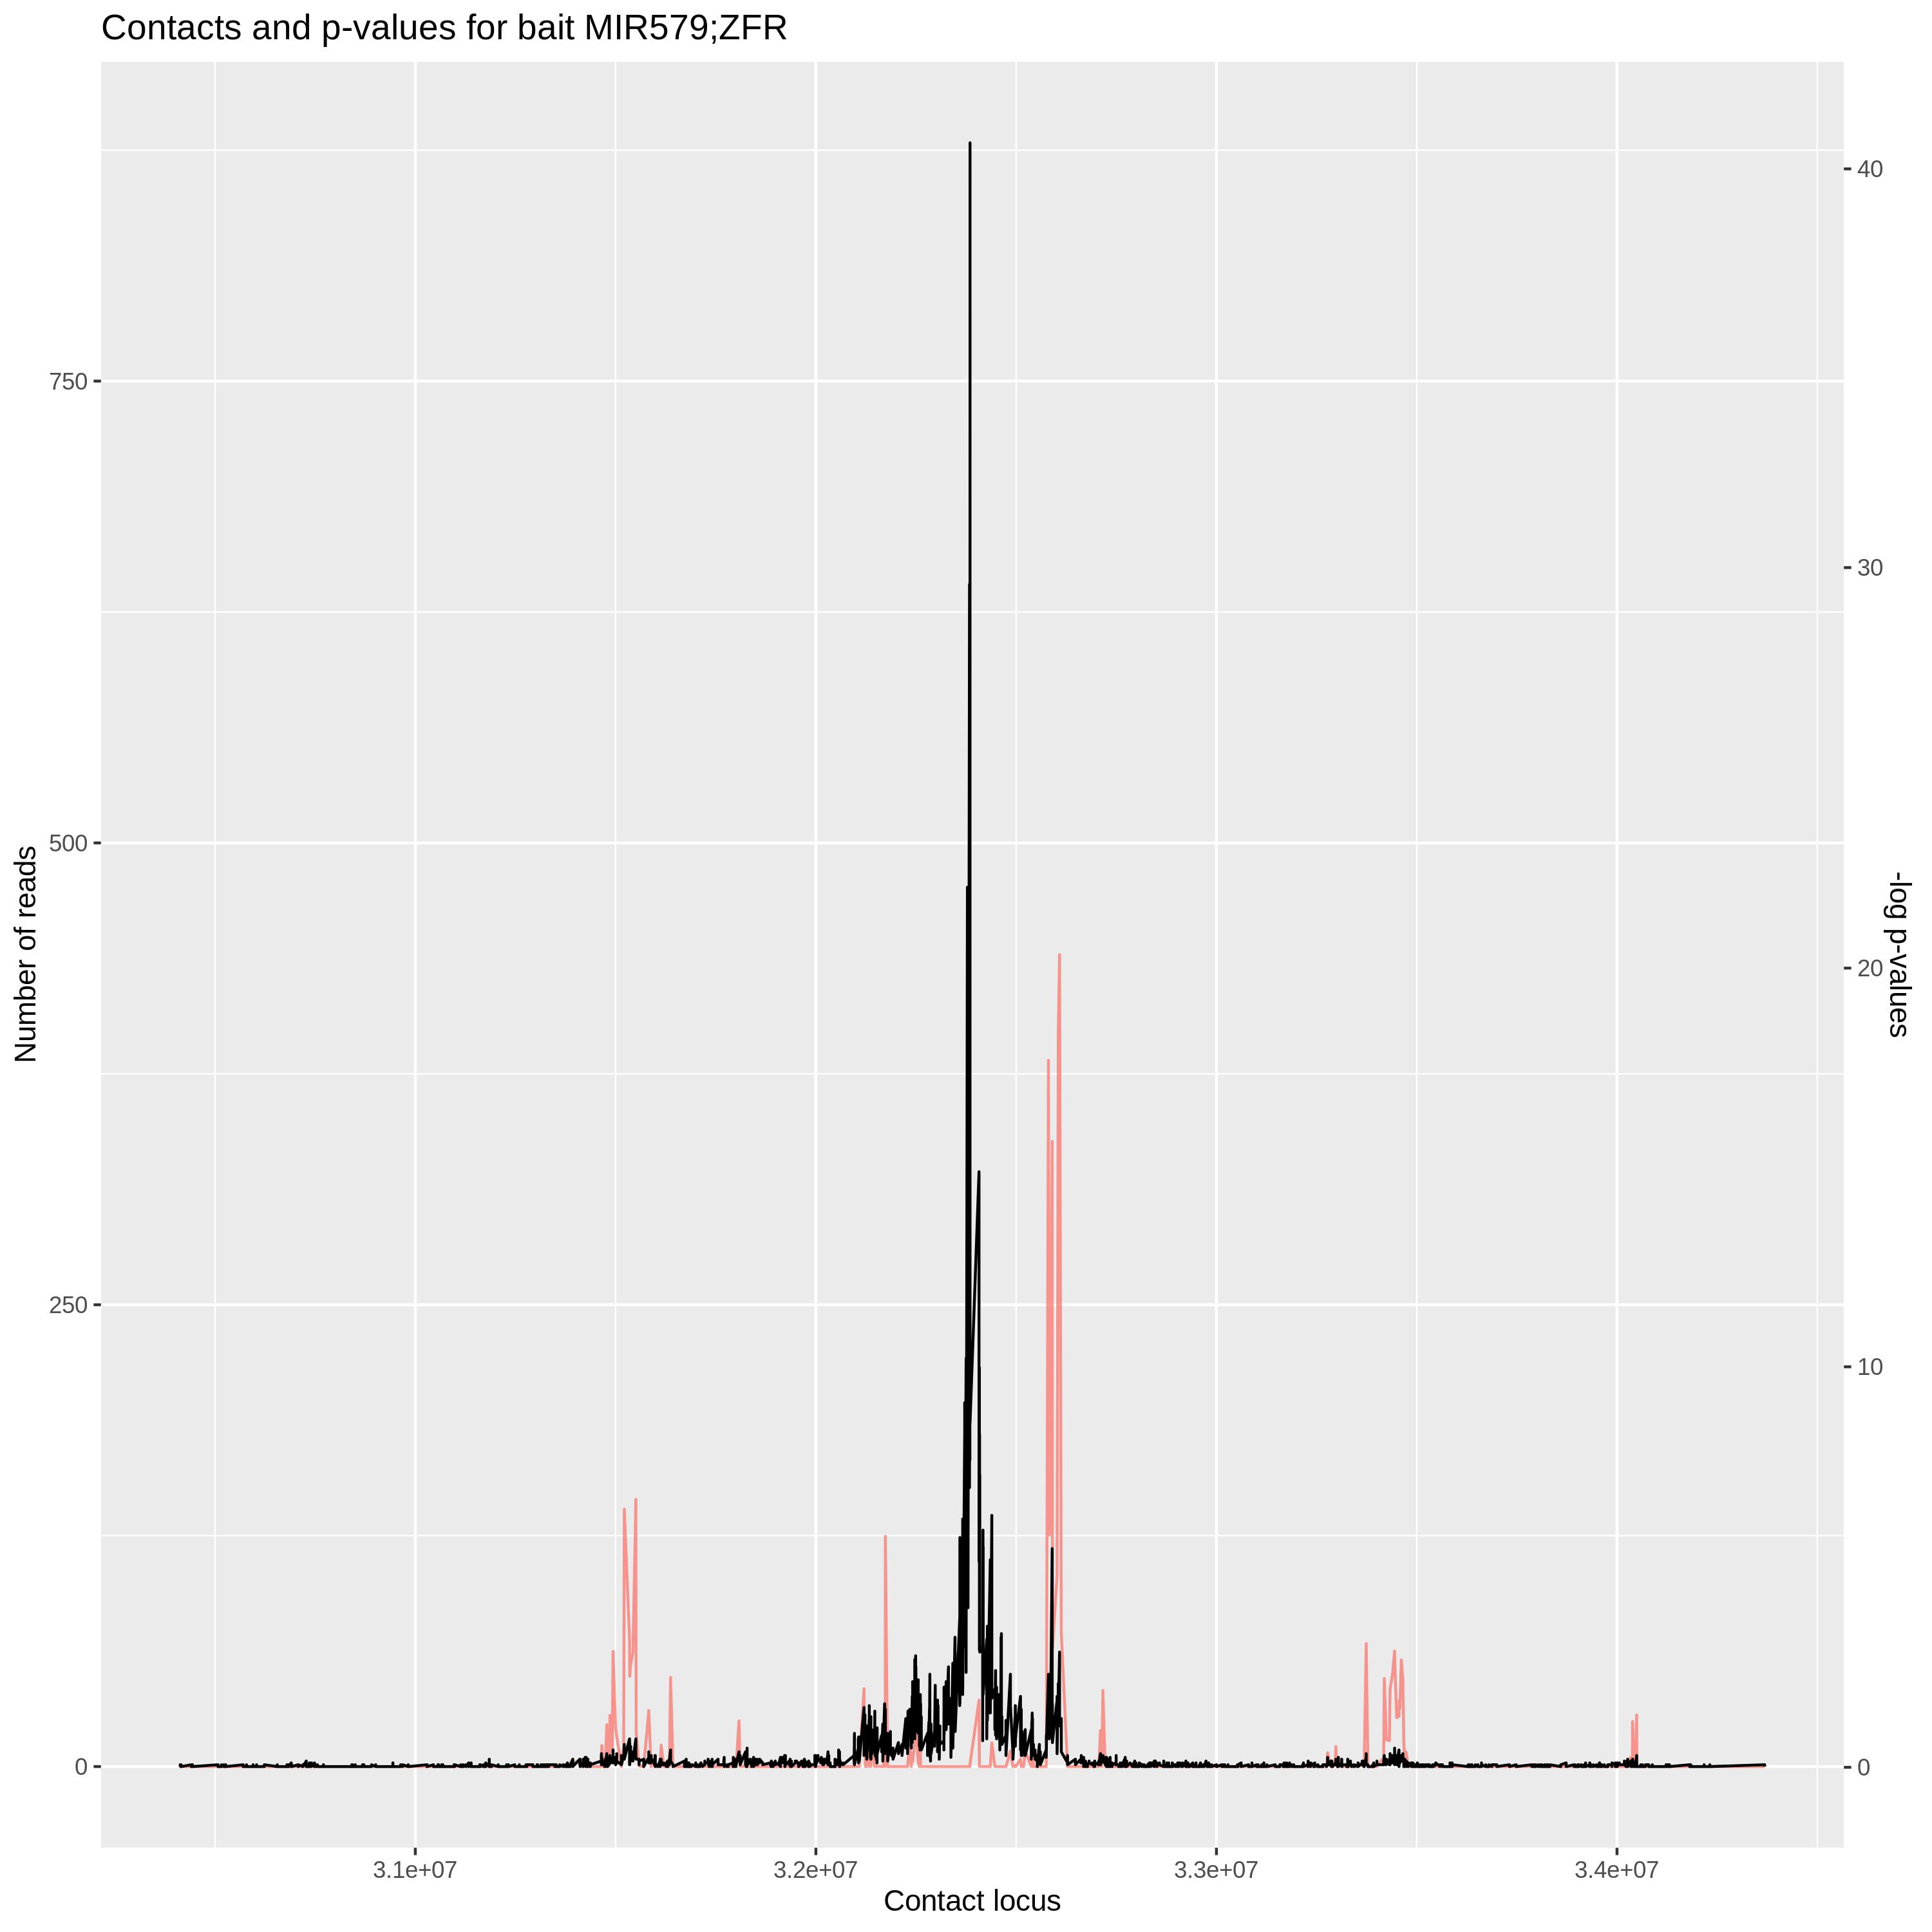 Contacts and p-values for bait MIR579;ZFR
40
750
30
500
Number of reads
-log p-values
20
250
10
0
0
3.1e+07
3.2e+07
3.3e+07
3.4e+07
Contact locus